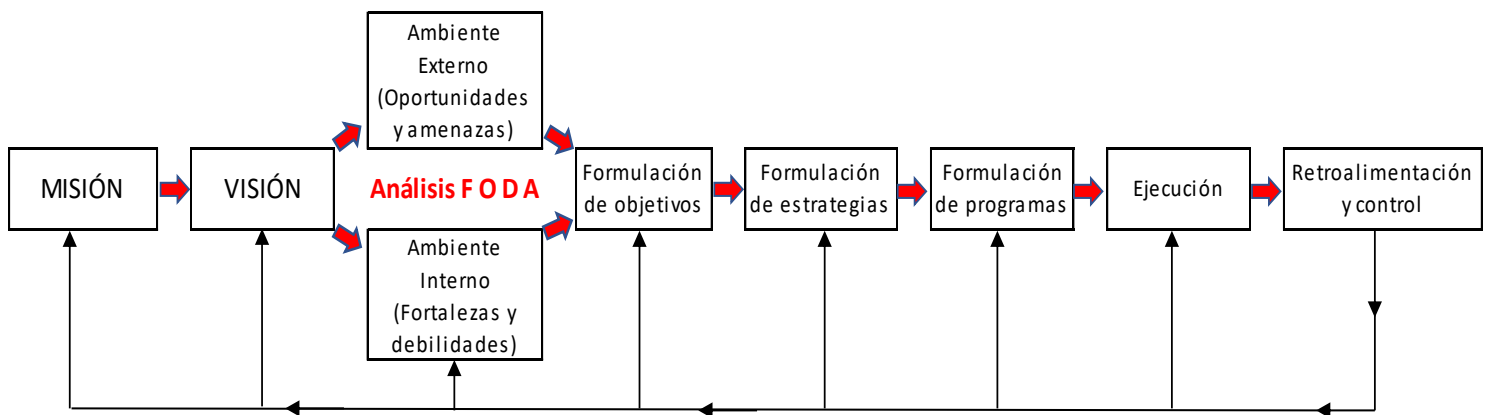 MISIÓN
VISIÓN
Ambiente
Externo
(Oportunidades
y amenazas)
Análisis F O D A
Ambiente
Interno
(Fortalezas y
debilidades)
Formulación
de objetivos
Formulación
de estrategias
Formulación
de programas
Ejecución
Retroalimentación
y control